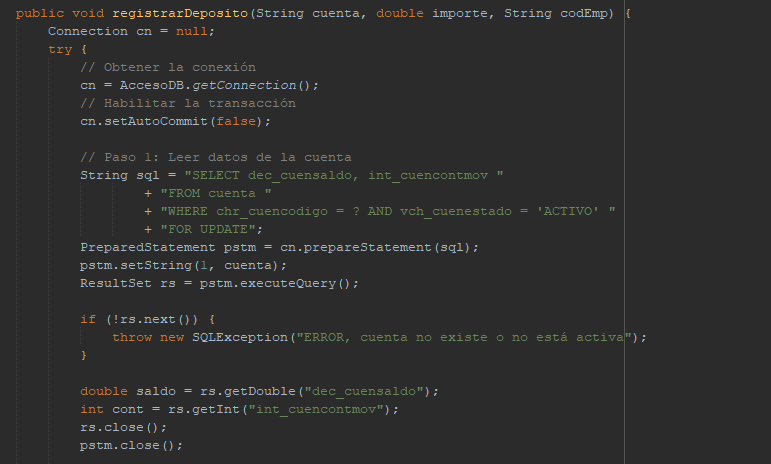 public void registrarDeposito(String cuenta, double importe, String codEmp) {
Connection cn = null;
try {
// Obtener la conexión
cn = AccesoDB.getConnection();
// Habilitar la transacción
cn.setAutoCommit(false);
// Paso 1: Leer datos de la cuenta
String sql = "SELECT dec_cuensaldo, int_cuencontmov "
+ "FROM cuenta "
+ "WHERE chr_cuencodigo = ? AND vch_cuenestado = 'ACTIVO' "
+ "FOR UPDATE";
PreparedStatement pstm = cn.prepareStatement(sql);
pstm.setString(1, cuenta);
ResultSet rs = pstm.executeQuery();
if (!rs.next()) {
throw new SQLException("ERROR, cuenta no existe o no está activa");
}
double saldo = rs.getDouble("dec_cuensaldo");
int cont = rs.getInt("int_cuencontmov");
rs.close();
pstm.close();